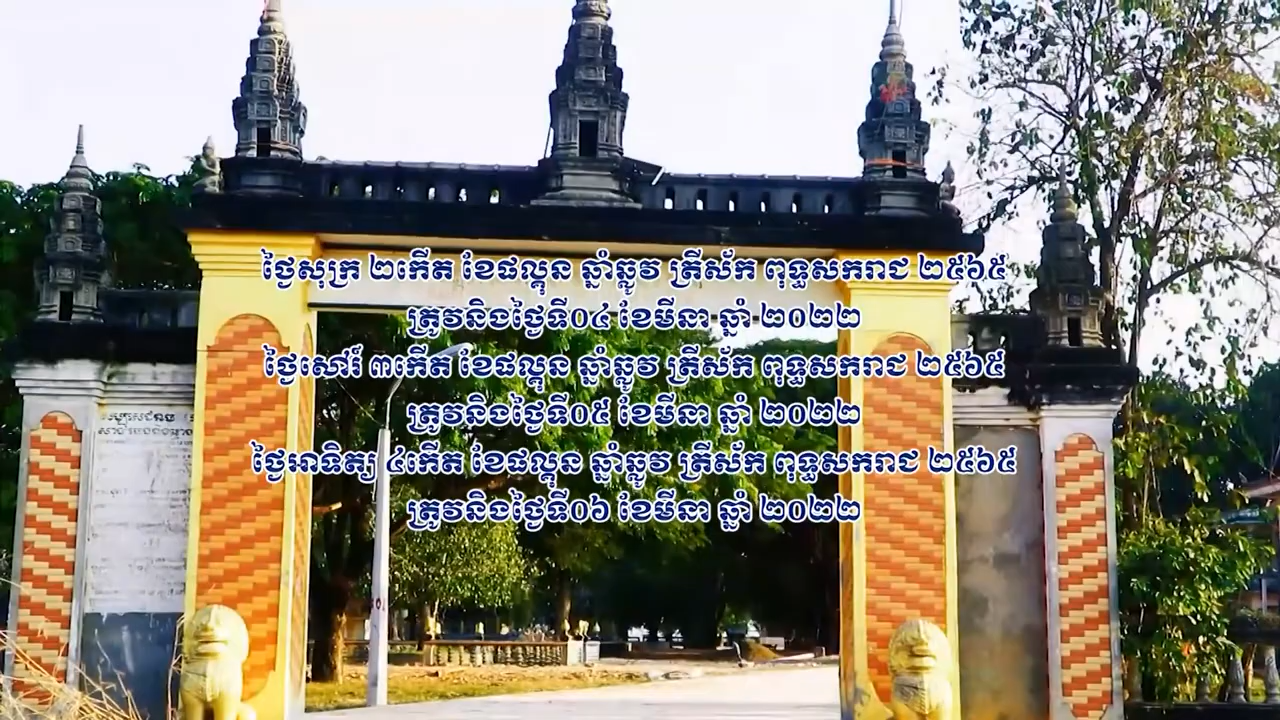 ថ្ងៃសុក្រ ២កើត ខែផល្គុន ឆ្នាំឆ្លូវ ត្រីស័ក ពុទ្ធសករាជ ២៥៦៥
ត្រូវនិងថ្ងៃទី០៤ ខែមីនា ឆ្នាំ ២០២២
ថ្ងៃសៅរ៍ ៣កើត ខែផល្គុន ឆ្នាំឆ្លូវ ត្រីស័ក ពុទ្ធសករាជ ២៥៦៥
ត្រូវនិងថ្ងៃទី០៥ ខែមីនា ឆ្នាំ ២០២២
ថ្ងៃអាទិត្យ ៤កើត ខែផល្គុន ឆ្នាំឆ្លូវ ត្រីស័ក ពុទ្ធសករាជ ២៥៦៥
ត្រូវនិងថ្ងៃទី០៦ ខែមីនា ឆ្នាំ ២០២២